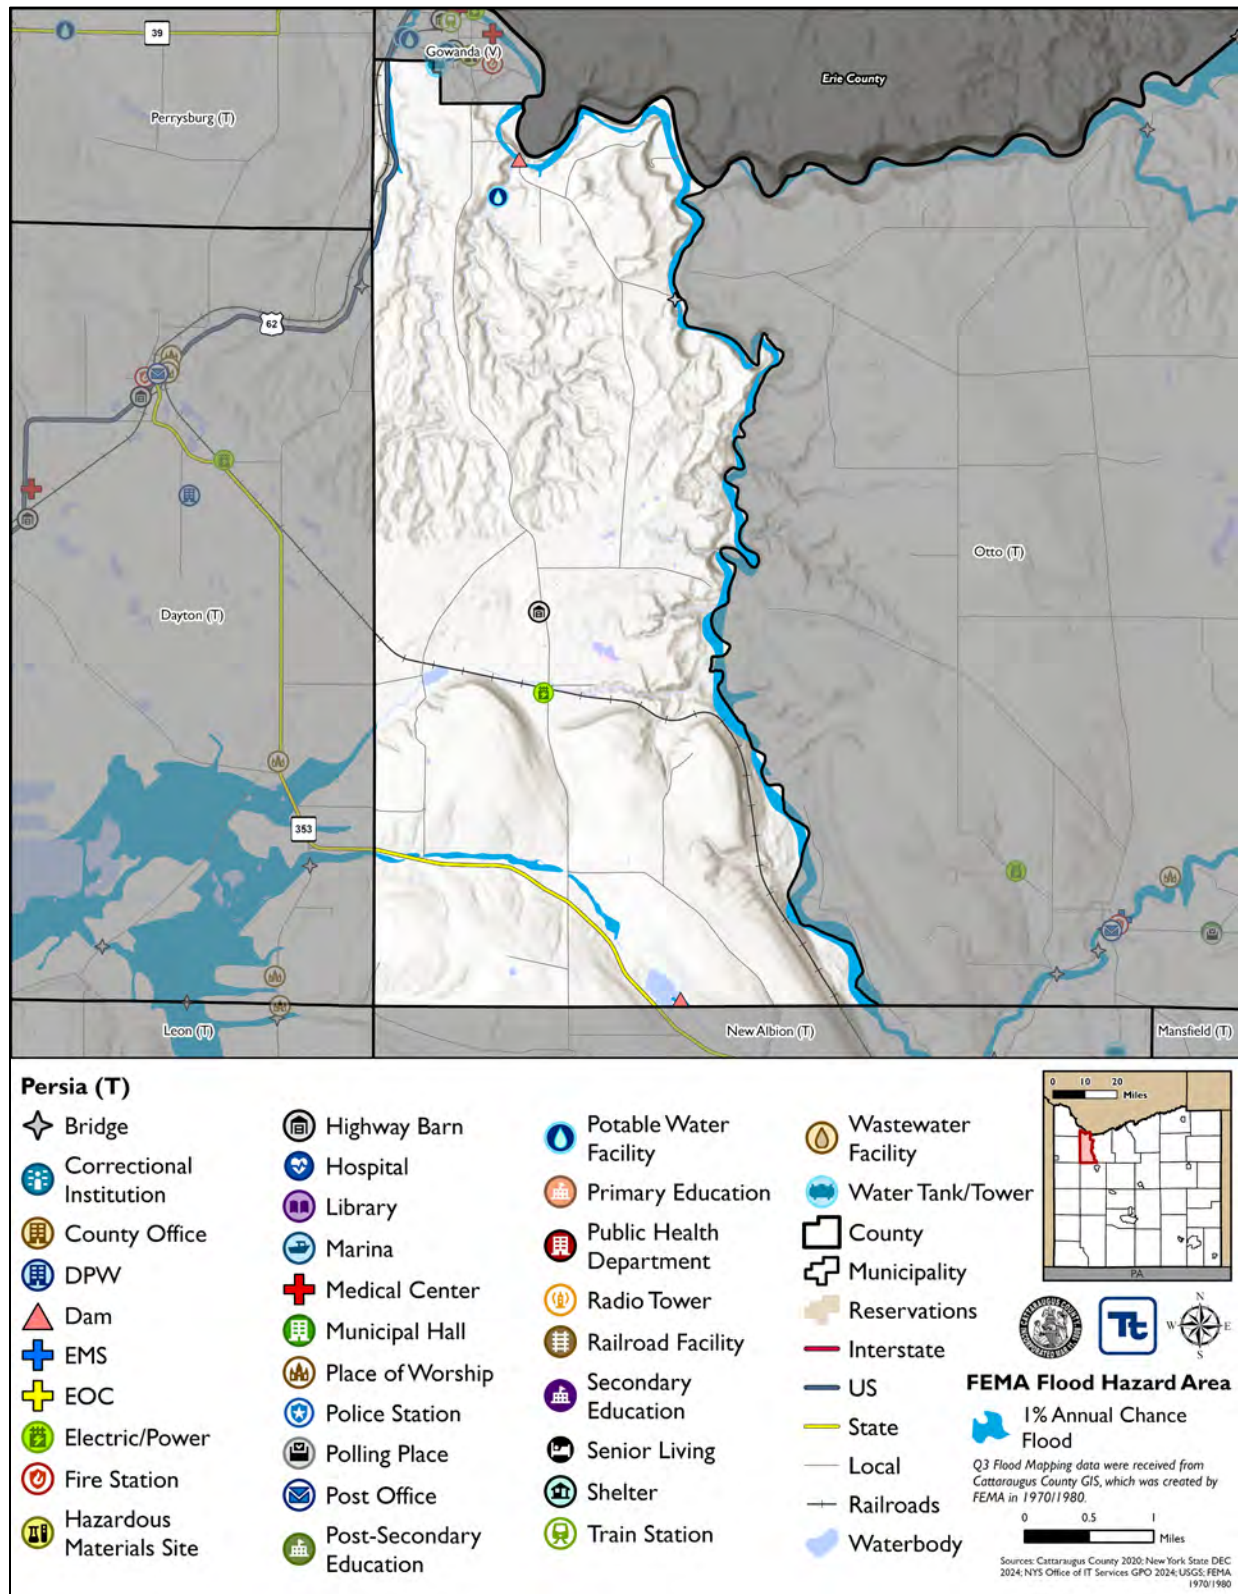 39
Gowanda (V)
Erie County
Perrysburg (T)
62
Otto (T)
Dayton (T)
353
Leon (T)
New Albion (T)
Mansfield (T)
Persia (T)
Bridge
Correctional
Institution
County Office
DPW
Dam
EMS
EOC
Electric/Power
Fire Station
Hazardous
Materials Site
Highway Barn
Hospital
Library
Marina
Medical Center
Municipal Hall
Place of Worship
Police Station
Polling Place
Post Office
Post-Secondary
Education
Potable Water
Facility
Primary Education
Public Health
Department
Radio Tower
Railroad Facility
Secondary
Education
Senior Living
Shelter
Train Station
Wastewater
Facility
Water Tank/Tower
County
Municipality
Reservations
Interstate
US
State
Local
Railroads
Waterbody
0 10 20
Miles
PA
Tt
N
W E
S
FEMA Flood Hazard Area
1% Annual Chance
Flood
Q3 Flood Mapping data were received from
Cattaraugus County GIS, which was created by
FEMA in 1970/1980.
0 0.5 1
Miles
Sources: Cattaraugus County 2020; New York State DEC
2024; NYS Office of IT Services GPO 2024; USGS; FEMA
1970/1980